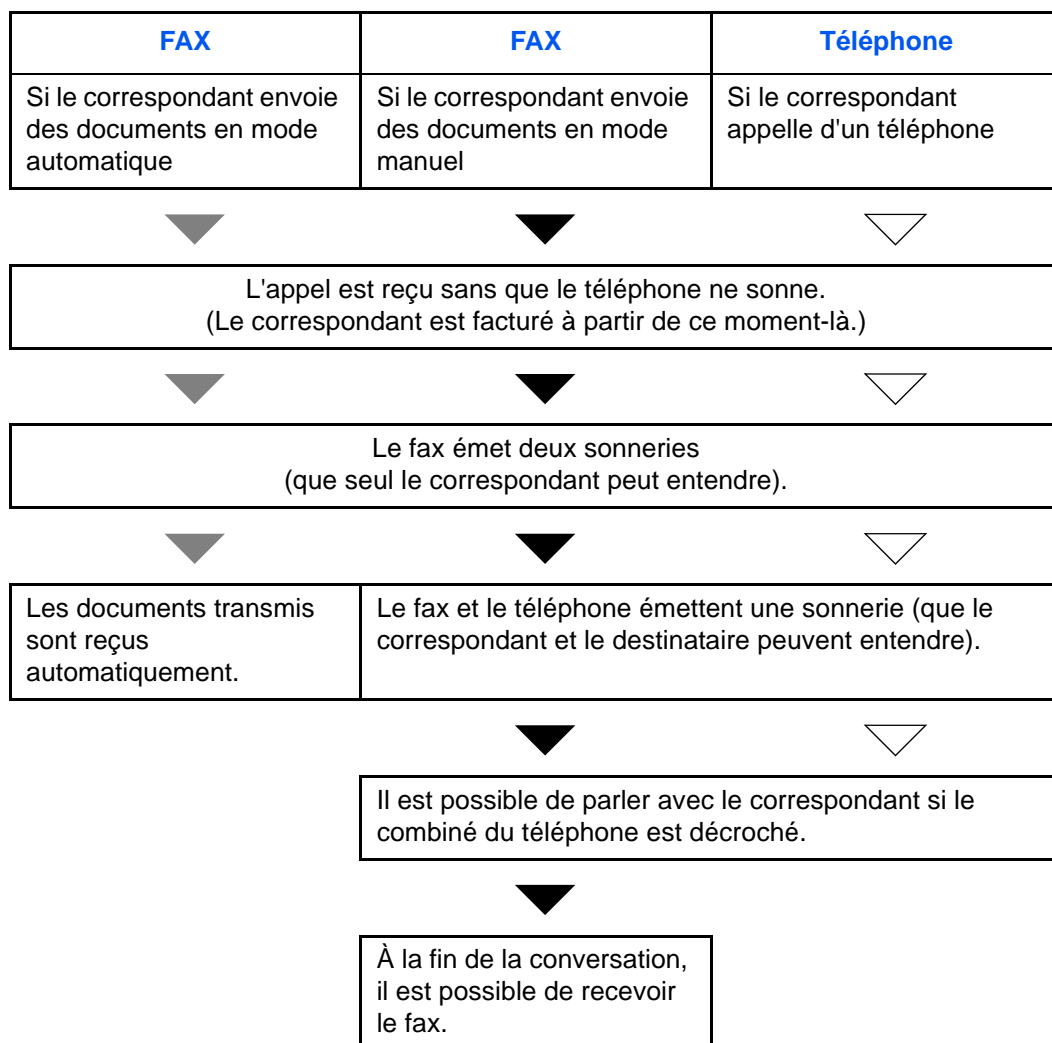 FAX
FAX
Téléphone
Si le correspondant envoie
des documents en mode
automatique
Si le correspondant envoie
des documents en mode
manuel
Si le correspondant
appelle d'un téléphone
L'appel est reçu sans que le téléphone ne sonne.
(Le correspondant est facturé à partir de ce moment-là.)
Le fax émet deux sonneries
(que seul le correspondant peut entendre).
Les documents transmis
sont reçus
automatiquement.
Le fax et le téléphone émettent une sonnerie (que le
correspondant et le destinataire peuvent entendre).
Il est possible de parler avec le correspondant si le
combiné du téléphone est décroché.
À la fin de la conversation,
il est possible de recevoir
le fax.